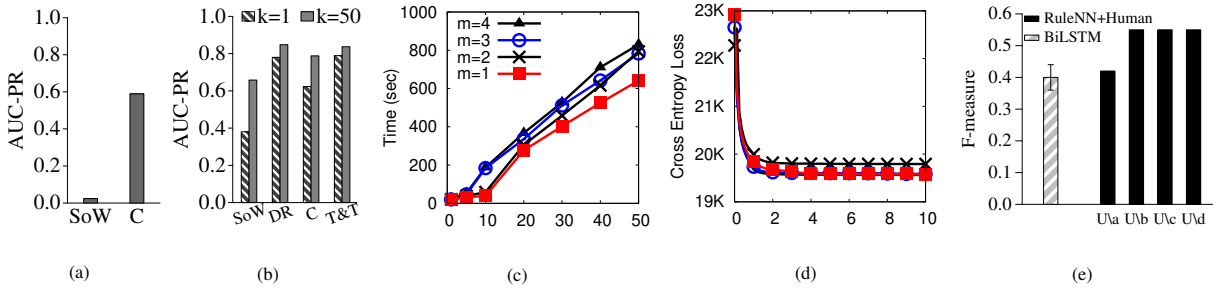 AUC-PR
1.0
0.8
0.6
0.4
0.2
0.0
SoW C
(a)
k=1 k=50
AUC-PR
1.0
0.8
0.6
0.4
0.2
0.0
SoW DR C T&T
(b)
m=4
m=3
m=2
m=1
Time (sec)
1000
800
600
400
200
0
0 10 20 30 40 50
(c)
Cross Entropy Loss
23K
22K
21K
20K
19K
0 2 4 6 8 10
(d)
RuleNN+Human
BiLSTM
F-measure
0.6
0.5
0.4
0.3
0.2
0.1
0.0
U\a U\b U\c U\d
(e)